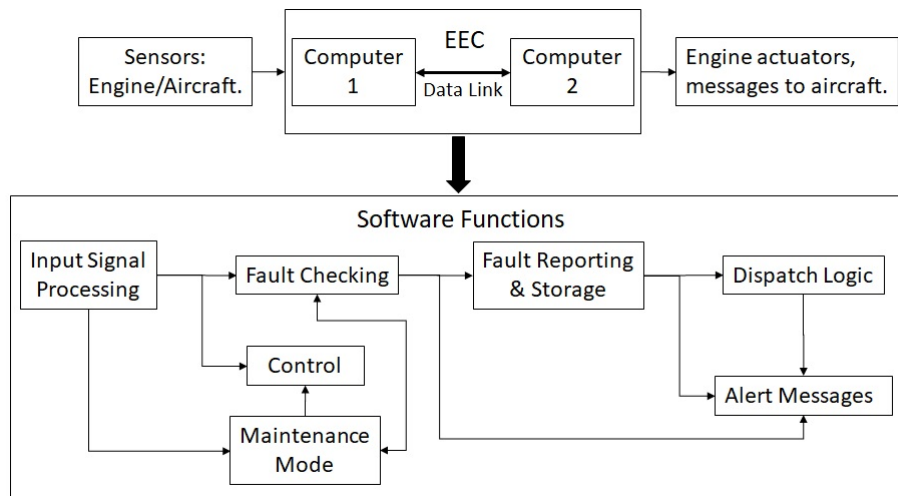 Sensors:
Engine/Aircraft.
EEC
Computer
1
Data Link
Computer
2
Engine actuators,
messages to aircraft.
Software Functions
Input Signal
Processing
Fault Checking
Fault Reporting
& Storage
Dispatch Logic
Control
Alert Messages
Maintenance
Mode